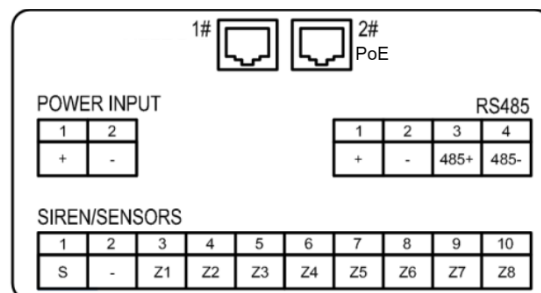 1# 2#
PoE
POWER INPUT RS485
1 2 1 2 3 4
+ - + - 485+ 485-
SIREN/SENSORS
1 2 3 4 5 6 7 8 9 10
S - Z1 Z2 Z3 Z4 Z5 Z6 Z7 Z8